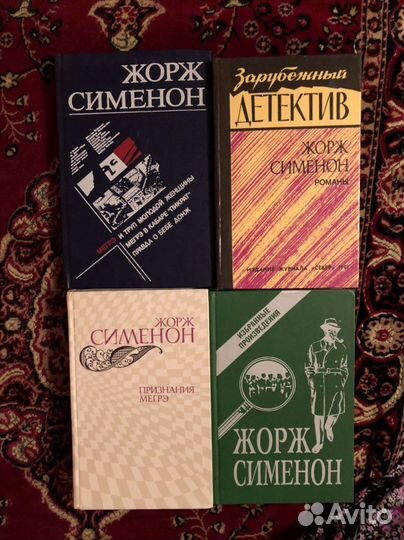 ЖОРЖ
СИМЕНОН
МЕГРЭ И ТРУП МОЛОДОЙ ЖЕНЩИНЫ
МЕГРЭ В КАБАРЕ "ПИКРАТ"
ПРАВДА О БЕБЕ ДОНЖ
Зарубежный
ДЕТЕКТИВ
ЖОРЖ
СИМЕНОН
РОМАНЫ
ИЗДАНИЕ ЖУРНАЛА «СЕВЕР»
ЖОРЖ
СИМЕНОН
ПРИЗНАНИЯ
МЕГРЭ
ИЗБРАННЫЕ
ПРОИЗВЕДЕНИЯ
ЖОРЖ
СИМЕНОН
Avito